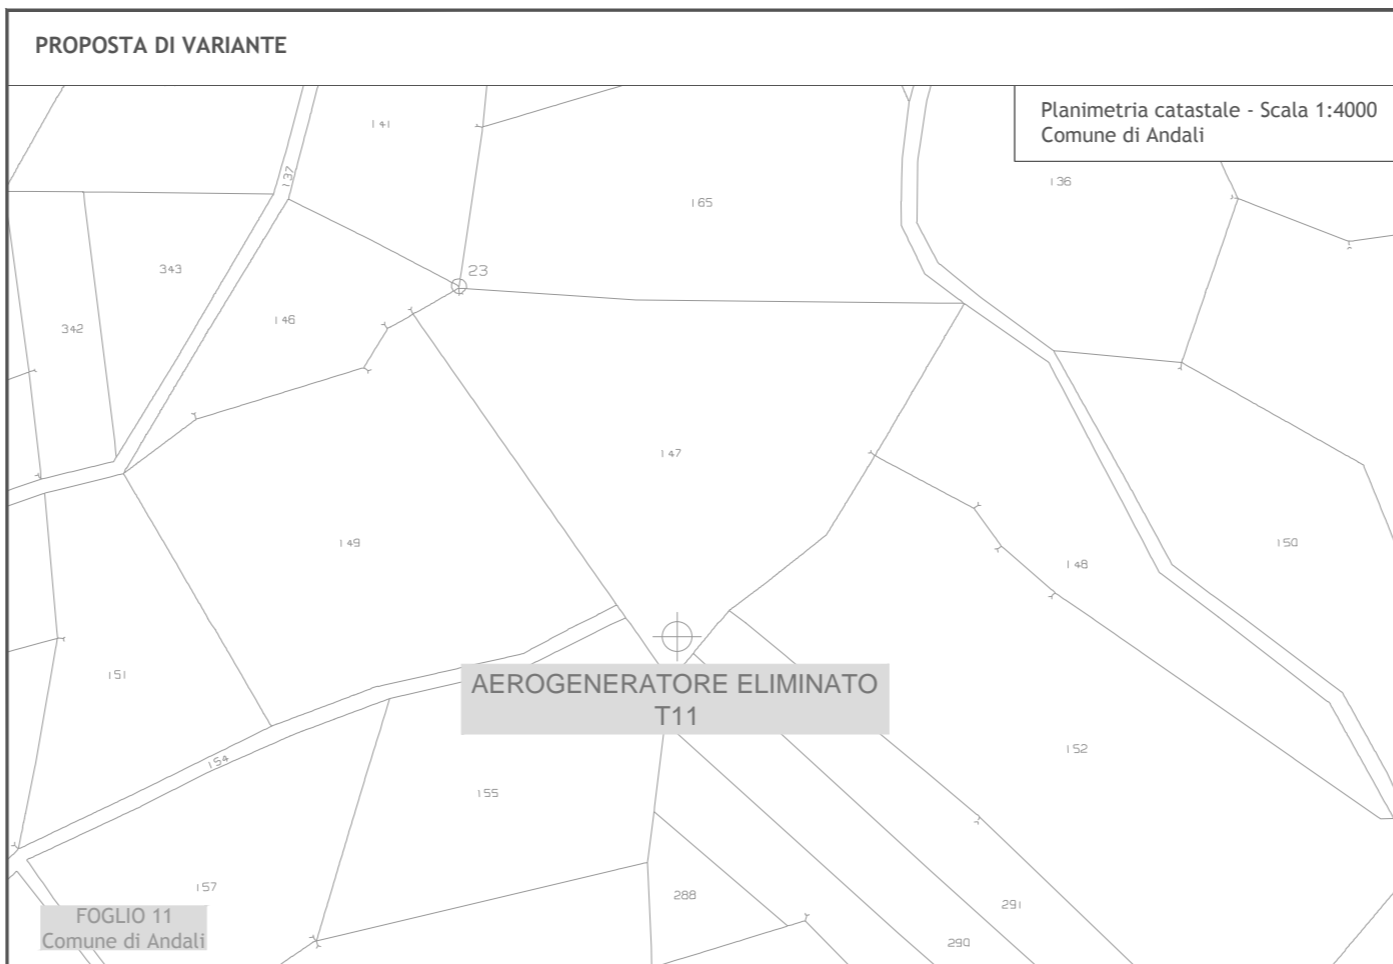 PROPOSTA DI VARIANTE
Planimetria catastale - Scala 1:4000
Comune di Andali
141
137
165
136
343
23
342
146
147
149
150
148
151
AEROGENERATORE ELIMINATO
T11
154
152
155
157
288
291
290
FOGLIO 11
Comune di Andali